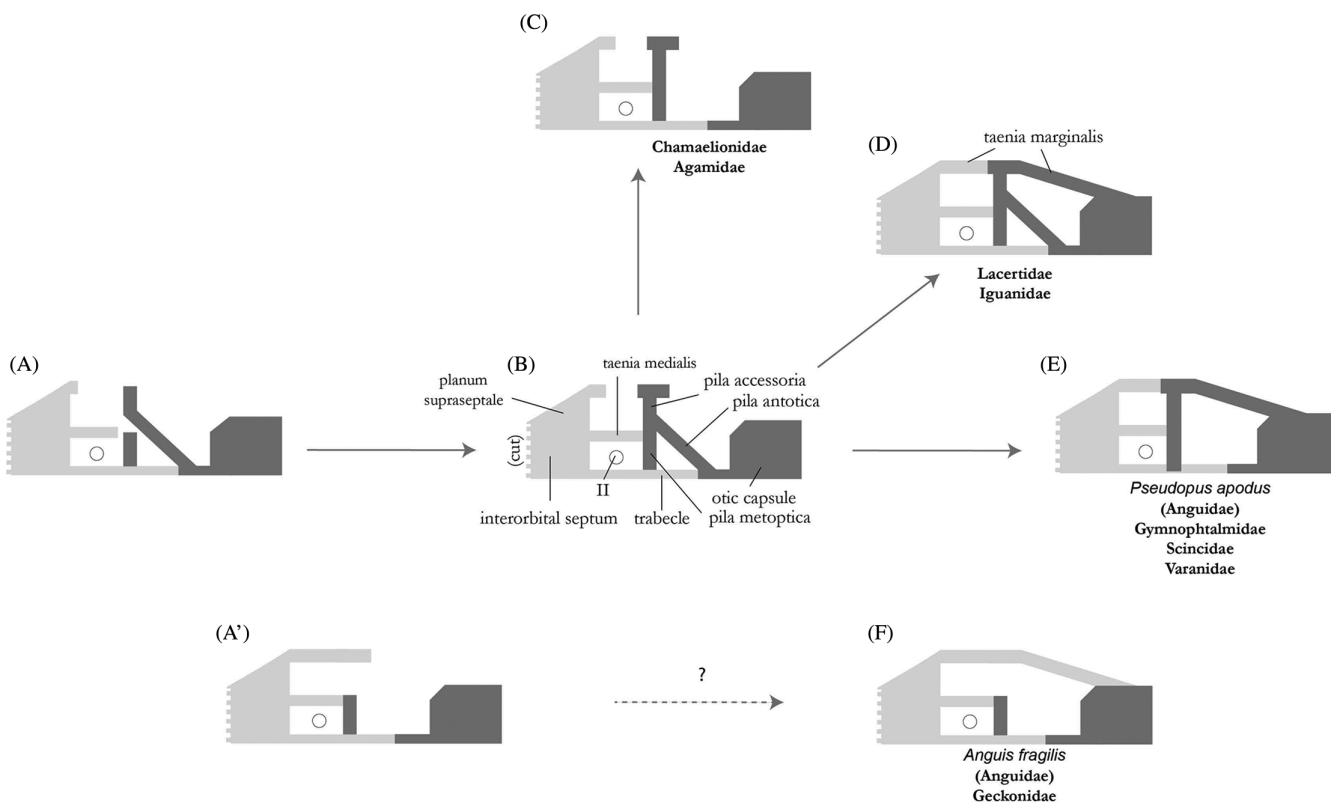 (C)
Chamaelionidae
Agamidae
(D)
taenia marginalis
Lacertidae
Iguanidae
(A)
(B)
planum
supraseptale
taenia medialis
pila accessoria
pila antotica
(cut)
II
interorbital septum
trabecle
otic capsule
pila metoptica
(E)
Pseudopus apodus
(Anguidae)
Gymnophtalmidae
Scincidae
Varanidae
(A’)
?
(F)
Anguis fragilis
(Anguidae)
Geckonidae